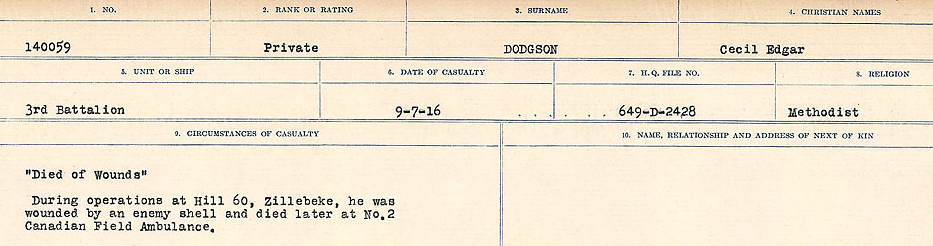 1. NO. 2. RANK OR RATING 3. SURNAME 4. CHRISTIAN NAMES
140059 Private DODGSON Cecil Edgar
5. UNIT OR SHIP 6. DATE OF CASUALTY 7. H.Q. FILE NO. 8. RELIGION
3rd Battalion 9-7-16 . . . . . . 649-D-2428 Methodist
9. CIRCUMSTANCES OF CASUALTY 10. NAME, RELATIONSHIP AND ADDRESS OF NEXT OF KIN
"Died of Wounds"
During operations at Hill 60, Zillebeke, he was
wounded by an enemy shell and died later at No.2
Canadian Field Ambulance.